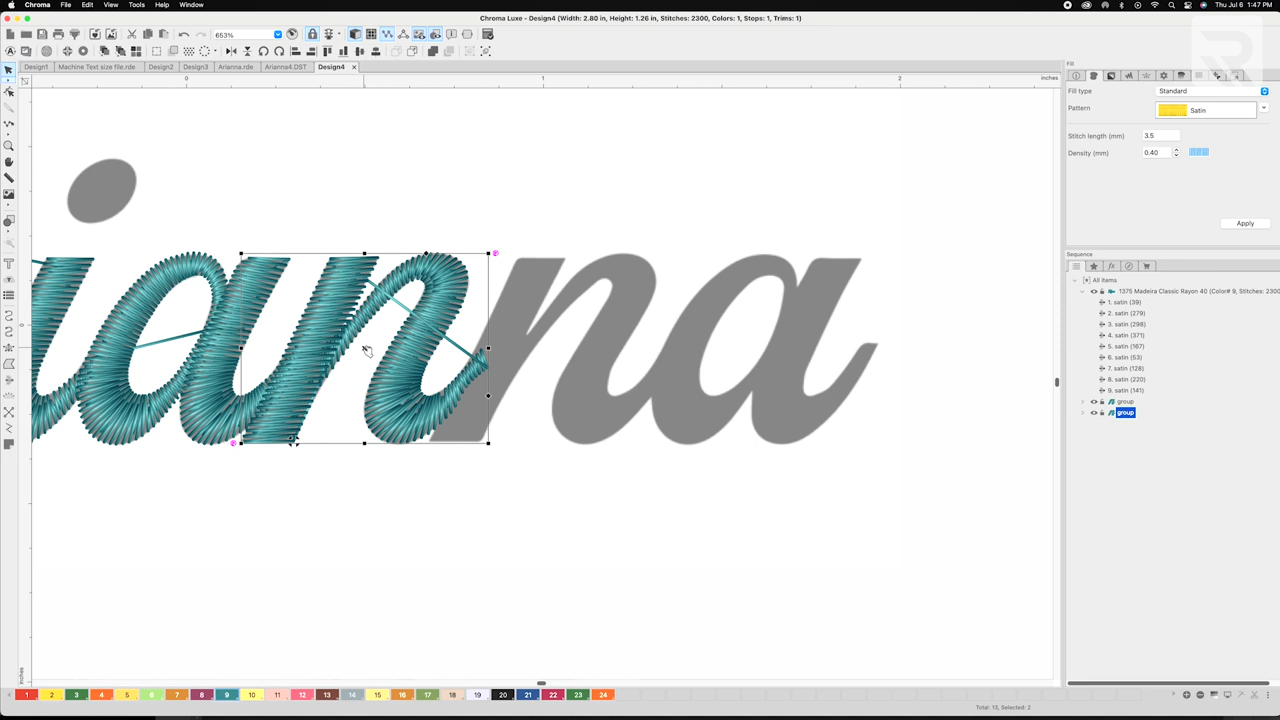 Chroma File Edit View Tools Help Window
Thu Jul 6 1:47 PM
Chroma Luxe - Design4 (Width: 2.80 in, Height: 1.26 in, Stitches: 2300, Colors: 1, Stops: 1, Trims: 1)
653%
Design1 Machine Text size file.rde Design2 Design3 Arianna.rde Arianna4.DST Design4
0 1 2 inches
Fill
Fill type Standard
Pattern Satin
Stitch length (mm) 3.5
Density (mm) 0.40
Apply
Sequence
All items
1375 Madeira Classic Rayon 40 (Color# 9, Stitches: 2300
1. satin (39)
2. satin (279)
3. satin (298)
4. satin (371)
5. satin (167)
6. satin (53)
7. satin (128)
8. satin (220)
9. satin (141)
group
group
ianna
inches
1 2 3 4 5 6 7 8 9 10 11 12 13 14 15 16 17 18 19 20 21 22 23 24
Total: 13, Selected: 2